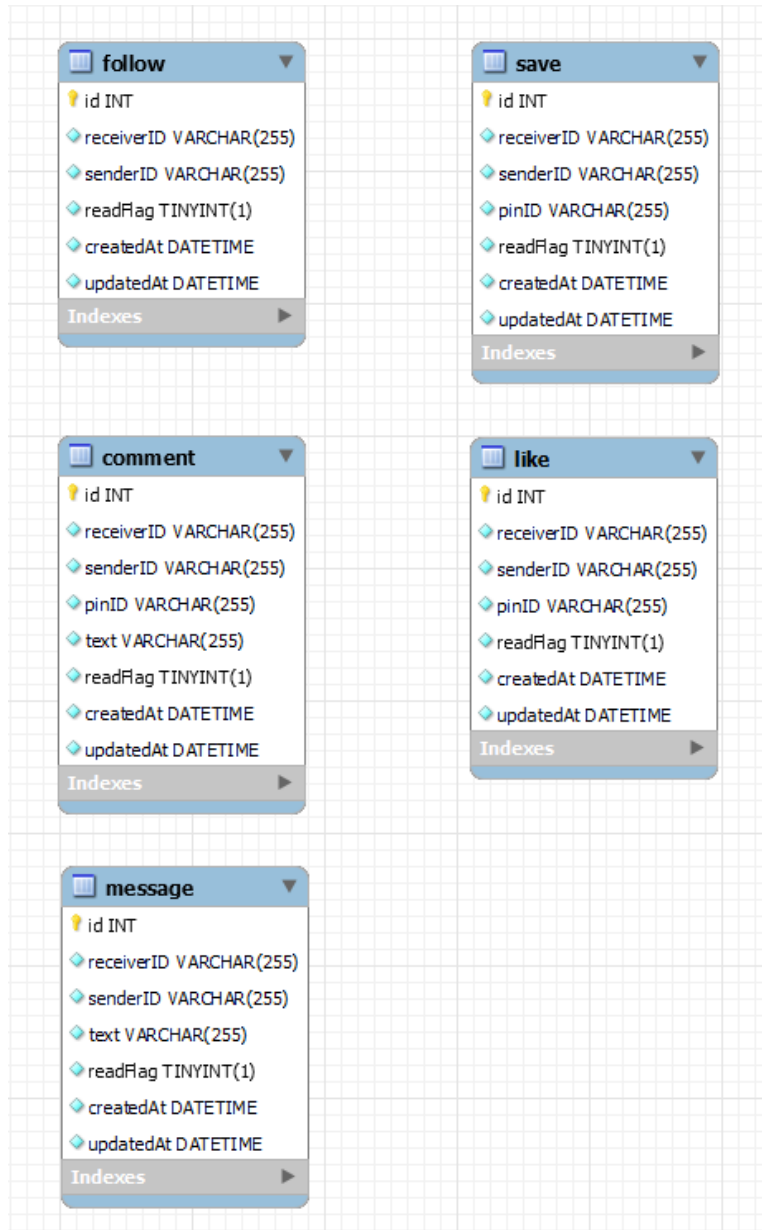 follow
id INT
receiverID VARCHAR(255)
senderID VARCHAR(255)
readFlag TINYINT(1)
createdAt DATETIME
updatedAt DATETIME
Indexes
save
id INT
receiverID VARCHAR(255)
senderID VARCHAR(255)
pinID VARCHAR(255)
readFlag TINYINT(1)
createdAt DATETIME
updatedAt DATETIME
Indexes
comment
id INT
receiverID VARCHAR(255)
senderID VARCHAR(255)
pinID VARCHAR(255)
text VARCHAR(255)
readFlag TINYINT(1)
createdAt DATETIME
updatedAt DATETIME
Indexes
like
id INT
receiverID VARCHAR(255)
senderID VARCHAR(255)
pinID VARCHAR(255)
readFlag TINYINT(1)
createdAt DATETIME
updatedAt DATETIME
Indexes
message
id INT
receiverID VARCHAR(255)
senderID VARCHAR(255)
text VARCHAR(255)
readFlag TINYINT(1)
createdAt DATETIME
updatedAt DATETIME
Indexes